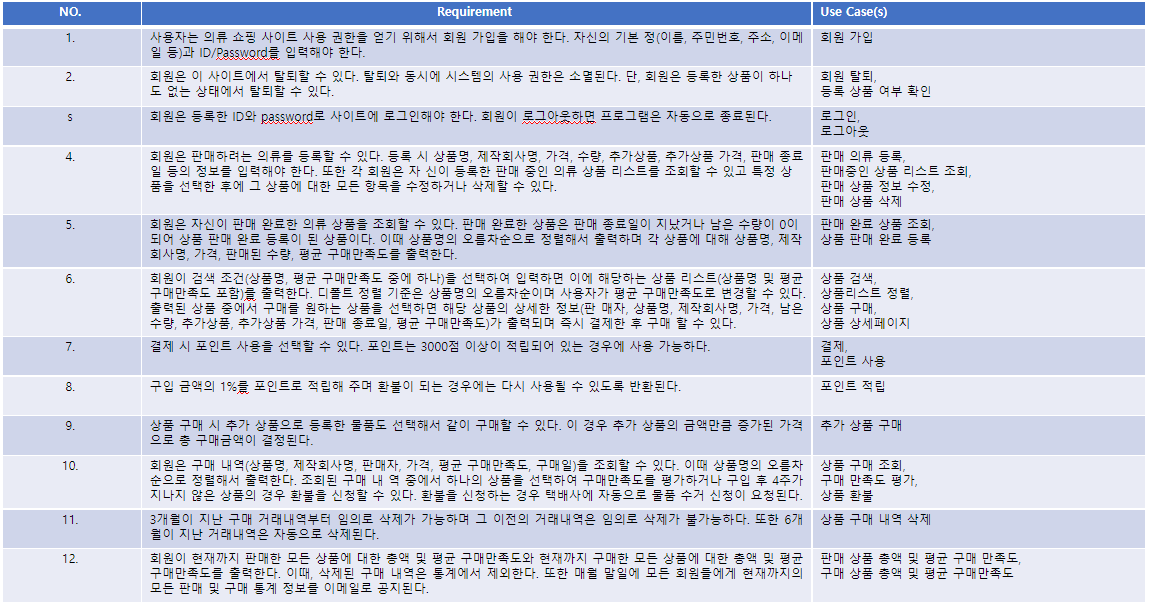 NO.
Requirement
Use Case(s)
1.
사용자는 의류 쇼핑 사이트 사용 권한을 얻기 위해서 회원 가입을 해야 한다. 자신의 기본 정(이름, 주민번호, 주소, 이메
일 등)과 ID/Password를 입력해야 한다.
회원 가입
2.
회원은 이 사이트에서 탈퇴할 수 있다. 탈퇴와 동시에 시스템의 사용 권한은 소멸된다. 단, 회원은 등록한 상품이 하나
도 없는 상태에서 탈퇴할 수 있다.
회원 탈퇴,
등록 상품 여부 확인
s
회원은 등록한 ID와 password로 사이트에 로그인해야 한다. 회원이 로그아웃하면 프로그램은 자동으로 종료된다.
로그인,
로그아웃
4.
회원은 판매하려는 의류를 등록할 수 있다. 등록 시 상품명, 제작회사명, 가격, 수량, 추가상품, 추가상품 가격, 판매 종료
일 등의 정보를 입력해야 한다. 또한 각 회원은 자 신이 등록한 판매 중인 의류 상품 리스트를 조회할 수 있고 특정 상
품을 선택한 후에 그 상품에 대한 모든 항목을 수정하거나 삭제할 수 있다.
판매 의류 등록,
판매중인 상품 리스트 조회,
판매 상품 정보 수정,
판매 상품 삭제
5.
회원은 자신이 판매 완료한 의류 상품을 조회할 수 있다. 판매 완료한 상품은 판매 종료일이 지났거나 남은 수량이 0이
되어 상품 판매 완료 등록이 된 상품이다. 이때 상품명의 오름차순으로 정렬해서 출력하며 각 상품에 대해 상품명, 제작
회사명, 가격, 판매된 수량, 평균 구매만족도를 출력한다.
판매 완료 상품 조회,
상품 판매 완료 등록
6.
회원이 검색 조건(상품명, 평균 구매만족도 중에 하나)을 선택하여 입력하면 이에 해당하는 상품 리스트(상품명 및 평균
구매만족도 포함)를 출력한다. 디폴트 정렬 기준은 상품명의 오름차순이며 사용자가 평균 구매만족도로 변경할 수 있다.
출력된 상품 중에서 구매를 원하는 상품을 선택하면 해당 상품의 상세한 정보(판 매자, 상품명, 제작회사명, 가격, 남은
수량, 추가상품, 추가상품 가격, 판매 종료일, 평균 구매만족도)가 출력되며 즉시 결제한 후 구매 할 수 있다.
상품 검색,
상품리스트 정렬,
상품 구매,
상품 상세페이지
7.
결제 시 포인트 사용을 선택할 수 있다. 포인트는 3000점 이상이 적립되어 있는 경우에 사용 가능하다.
결제,
포인트 사용
8.
구입 금액의 1%를 포인트로 적립해 주며 환불이 되는 경우에는 다시 사용될 수 있도록 반환된다.
포인트 적립
9.
상품 구매 시 추가 상품으로 등록한 물품도 선택해서 같이 구매할 수 있다. 이 경우 추가 상품의 금액만큼 증가된 가격
으로 총 구매금액이 결정된다.
추가 상품 구매
10.
회원은 구매 내역(상품명, 제작회사명, 판매자, 가격, 평균 구매만족도, 구매일)을 조회할 수 있다. 이때 상품명의 오름차
순으로 정렬해서 출력한다. 조회된 구매 내 역 중에서 하나의 상품을 선택하여 구매만족도를 평가하거나 구입 후 4주가
지나지 않은 상품의 경우 환불을 신청할 수 있다. 환불을 신청하는 경우 택배사에 자동으로 물품 수거 신청이 요청된다.
상품 구매 조회,
구매 만족도 평가,
상품 환불
11.
3개월이 지난 구매 거래내역부터 임의로 삭제가 가능하며 그 이전의 거래내역은 임의로 삭제가 불가능하다. 또한 6개
월이 지난 거래내역은 자동으로 삭제된다.
상품 구매 내역 삭제
12.
회원이 현재까지 판매한 모든 상품에 대한 총액 및 평균 구매만족도와 현재까지 구매한 모든 상품에 대한 총액 및 평균
구매만족도를 출력한다. 이때, 삭제된 구매 내역은 통계에서 제외한다. 또한 매월 말일에 모든 회원들에게 현재까지의
모든 판매 및 구매 통계 정보를 이메일로 공지된다.
판매 상품 총액 및 평균 구매 만족도,
구매 상품 총액 및 평균 구매만족도